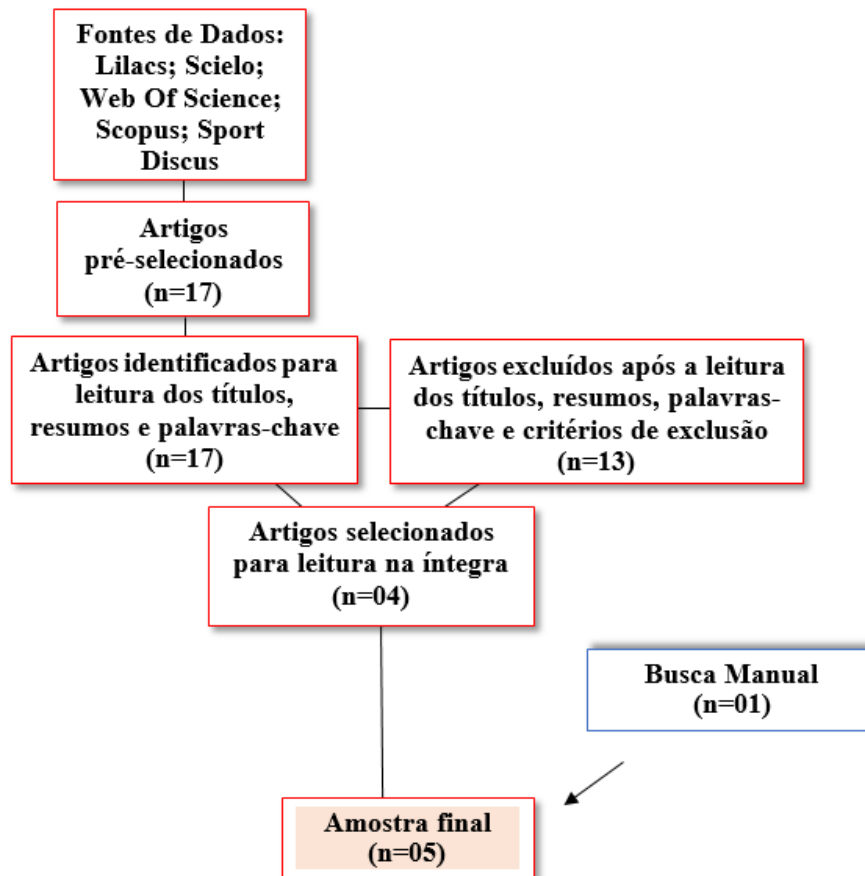 Fontes de Dados:
Lilacs; Scielo;
Web Of Science;
Scopus; Sport
Discus
Artigos
pré-selecionados
(n=17)
Artigos identificados para
leitura dos títulos,
resumos e palavras-chave
(n=17)
Artigos excluídos após a leitura
dos títulos, resumos, palavras-
chave e critérios de exclusão
(n=13)
Artigos selecionados
para leitura na íntegra
(n=04)
Busca Manual
(n=01)
Amostra final
(n=05)